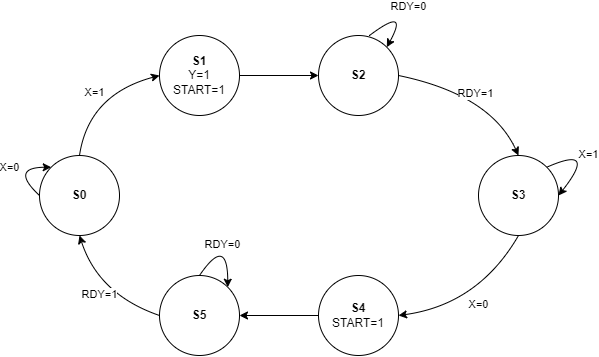 RDY=0
S1
Y=1
START=1
S2
X=1
RDY=1
X=1
X=0
S0
S3
RDY=0
RDY=1
S5
S4
START=1
X=0